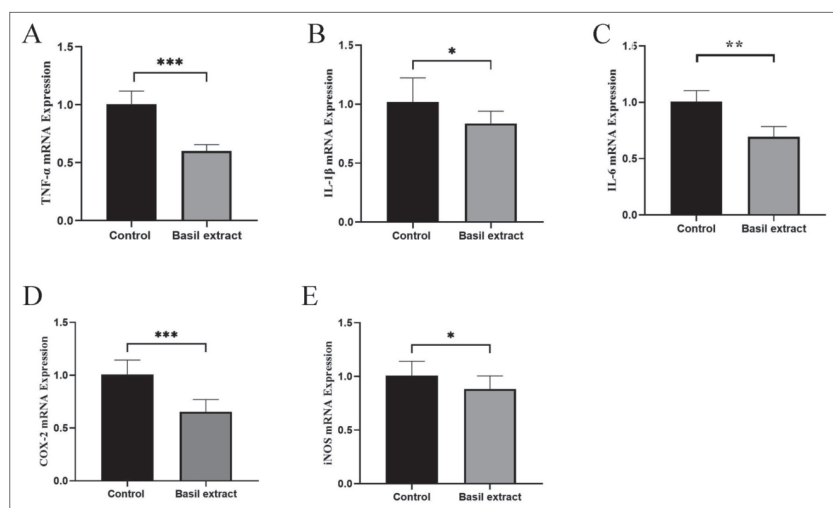 A
TNF-α mRNA Expression
1.5
1.0
0.5
0.0
***
Control Basil extract
B
IL-1β mRNA Expression
1.5
1.0
0.5
0.0
*
Control Basil extract
C
IL-6 mRNA Expression
1.5
1.0
0.5
0.0
**
Control Basil extract
D
COX-2 mRNA Expression
1.5
1.0
0.5
0.0
***
Control Basil extract
E
iNOS mRNA Expression
1.5
1.0
0.5
0.0
*
Control Basil extract